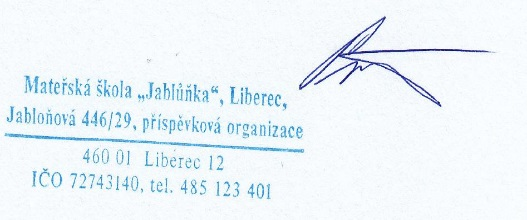 Mateřská škola „Jablůňka“, Liberec,
Jabloňová 446/29, příspěvková organizace
460 01 Liberec 12
IČO 72743140, tel. 485 123 401